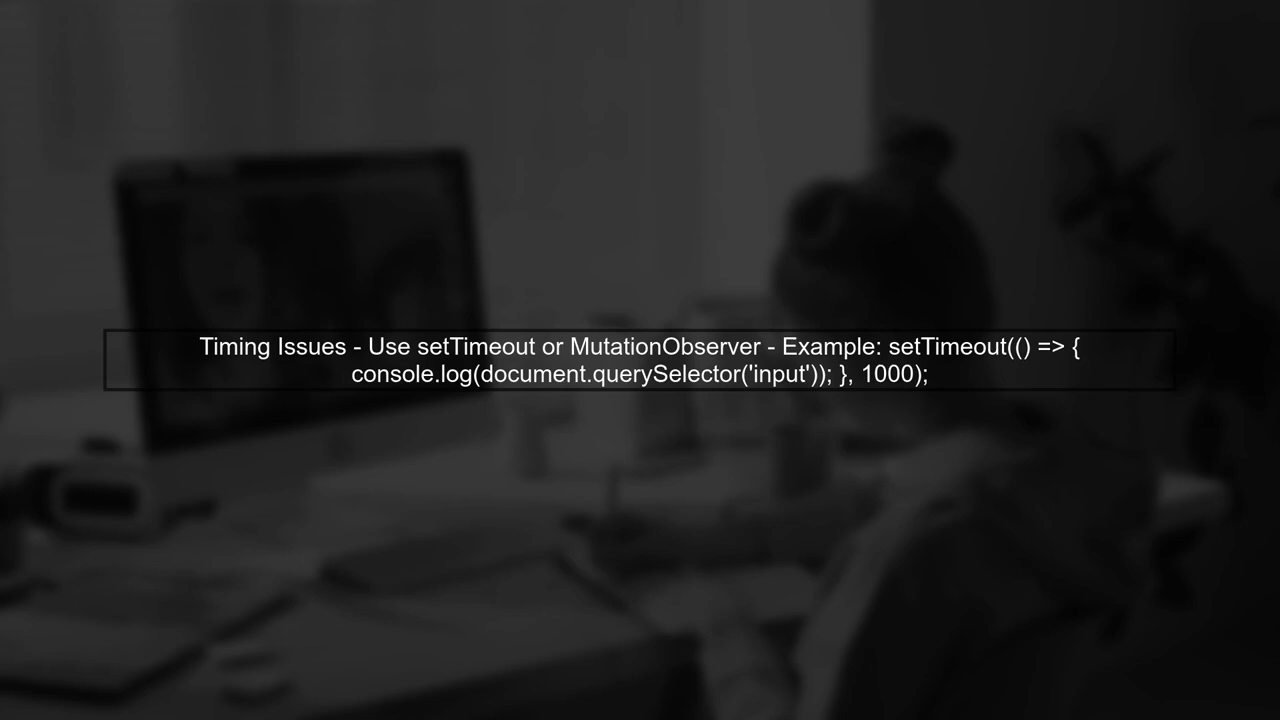 Timing Issues - Use setTimeout or MutationObserver - Example: setTimeout(() => {
console.log(document.querySelector('input')); }, 1000);